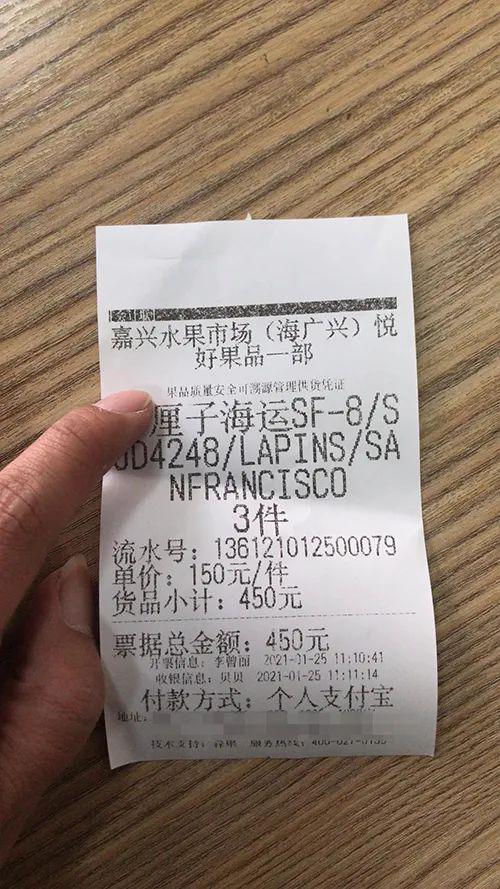 嘉兴水果市场（海广兴）悦
好果品一部
果品质量安全可溯源管理供货凭证
厘子海运SF-8/S
D4248/LAPINS/SA
NFRANCISCO
3件
流水号：136121012500079
单价：150元/件
货品小计：450元
票据总金额：450元
开票信息：李曾丽 2021-01-25 11:10:41
收银信息：贝贝 2021-01-25 11:11:14
付款方式：个人支付宝
地址：
技术支持： 服务热线：